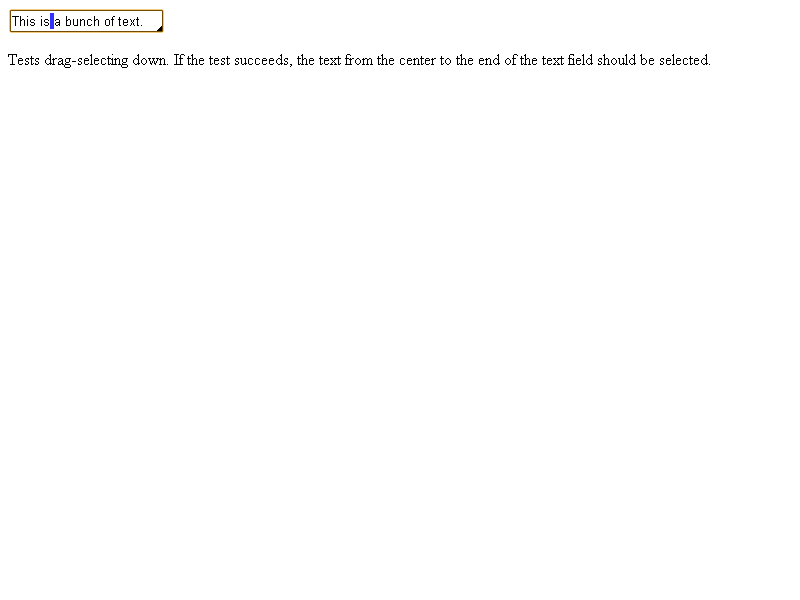 This is a bunch of text.
Tests drag-selecting down. If the test succeeds, the text from the center to the end of the text field should be selected.